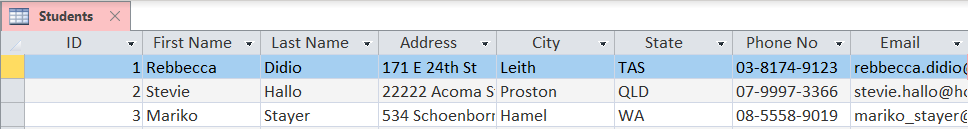 Students
ID First Name Last Name Address City State Phone No Email
1 Rebbecca Didio 171 E 24th St Leith TAS 03-8174-9123 rebbecca.didio@
2 Stevie Hallo 22222 Acoma S Proston QLD 07-9997-3366 stevie.hallo@ho
3 Mariko Stayer 534 Schoenborn Hamel WA 08-5558-9019 mariko_stayer@